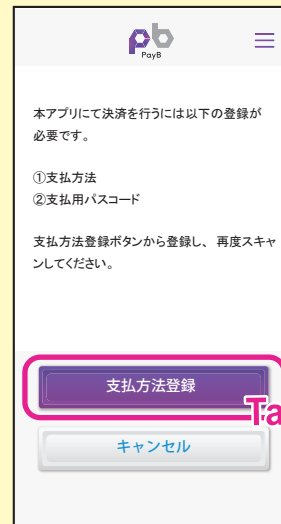 PayB
本アプリにて決済を行うには以下の登録が
必要です。
①支払方法
②支払用パスコード
支払方法登録ボタンから登録し、再度スキャ
ンしてください。
支払方法登録
キャンセル